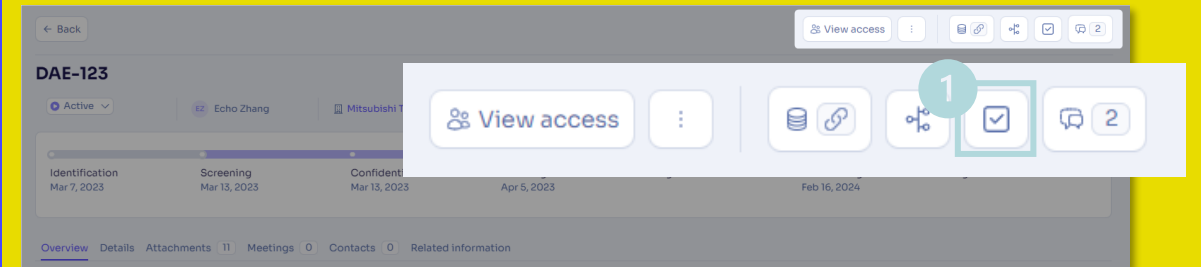 ← Back
View access
2
DAE-123
Active
EZ Echo Zhang
Mitsubishi T
View access
1
2
Identification
Mar 7, 2023
Screening
Mar 13, 2023
Mar 13, 2023
Apr 5, 2023
Feb 16, 2024
Overview Details Attachments 11 Meetings 0 Contacts 0 Related information